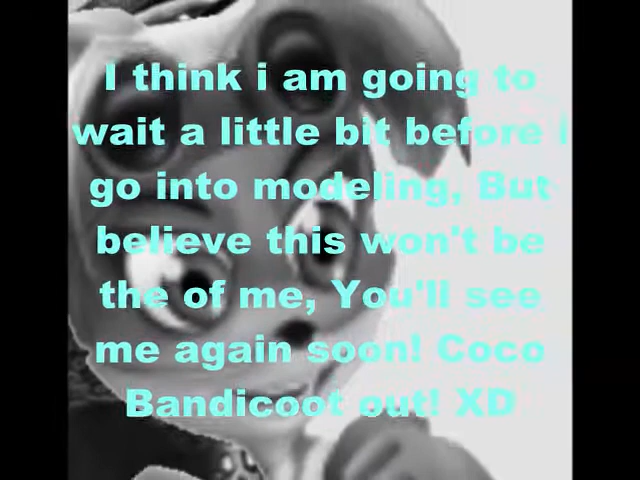 I think i am going to
wait a little bit before i
go into modeling, But
believe this won't be
the of me, You'll see
me again soon! Coco
Bandicoot out! XD